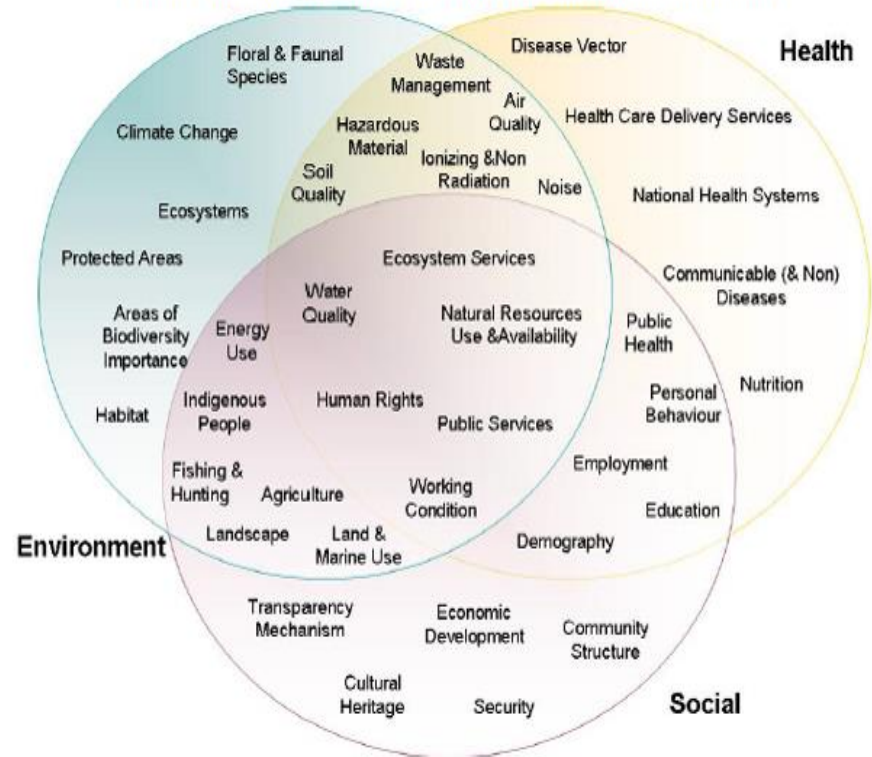 Floral & Faunal
Species
Waste
Management
Disease Vector
Health
Climate Change
Hazardous
Material
Air
Quality
Health Care Delivery Services
Soil
Quality
Ionizing &Non
Radiation
Noise
National Health Systems
Ecosystems
Protected Areas
Ecosystem Services
Communicable (& Non)
Diseases
Areas of
Biodiversity
Importance
Energy
Use
Water
Quality
Natural Resources
Use &Availability
Public
Health
Habitat
Indigenous
People
Human Rights
Public Services
Personal
Behaviour
Nutrition
Fishing &
Hunting
Agriculture
Working
Condition
Employment
Education
Environment
Landscape
Land &
Marine Use
Demography
Transparency
Mechanism
Economic
Development
Community
Structure
Cultural
Heritage
Security
Social